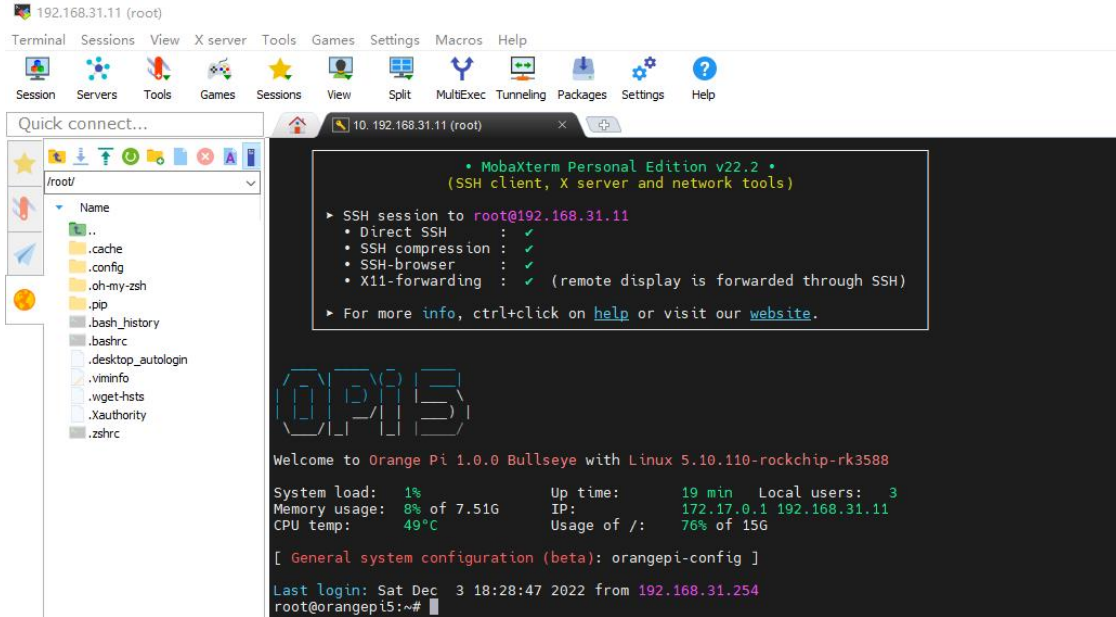 192.168.31.11 (root)
Terminal Sessions View X server Tools Games Settings Macros Help
Session Servers Tools Games Sessions View Split MultiExec Tunneling Packages Settings Help
Quick connect...
10. 192.168.31.11 (root)
/root/
Name
..
.cache
.config
.oh-my-zsh
.pip
.bash_history
.bashrc
.desktop_autologin
.viminfo
.wget-hsts
.Xauthority
.zshrc
• MobaXterm Personal Edition v22.2 •
(SSH client, X server and network tools)
► SSH session to root@192.168.31.11
• Direct SSH : ✔
• SSH compression : ✔
• SSH-browser : ✔
• X11-forwarding : ✔ (remote display is forwarded through SSH)
► For more info, ctrl+click on help or visit our website.
OPi 5
Welcome to Orange Pi 1.0.0 Bullseye with Linux 5.10.110-rockchip-rk3588
System load: 1% Up time: 19 min Local users: 3
Memory usage: 8% of 7.51G IP: 172.17.0.1 192.168.31.11
CPU temp: 49°C Usage of /: 76% of 15G
[ General system configuration (beta): orangepi-config ]
Last login: Sat Dec 3 18:28:47 2022 from 192.168.31.254
root@orangepi5:~#